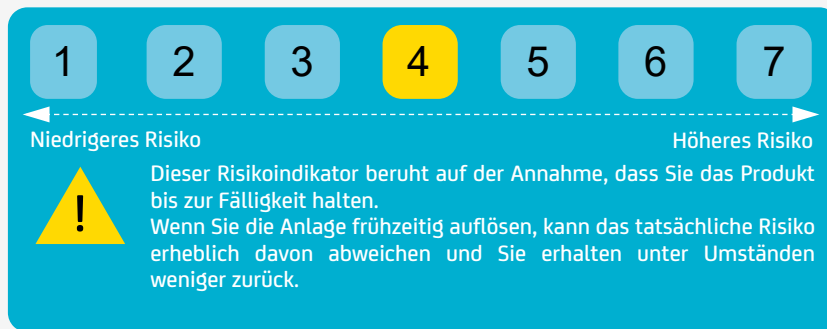 1 2 3 4 5 6 7
Niedrigeres Risiko Höheres Risiko
Dieser Risikoindikator beruht auf der Annahme, dass Sie das Produkt
bis zur Fälligkeit halten.
Wenn Sie die Anlage frühzeitig auflösen, kann das tatsächliche Risiko
erheblich davon abweichen und Sie erhalten unter Umständen
weniger zurück.
!